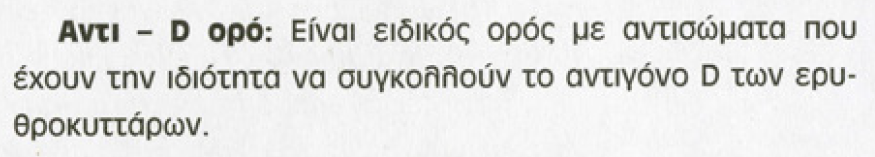 Αντι – D ορό: Είναι ειδικός ορός με αντισώματα που
έχουν την ιδιότητα να συγκολλούν το αντιγόνο D των ερυ-
θροκυττάρων.